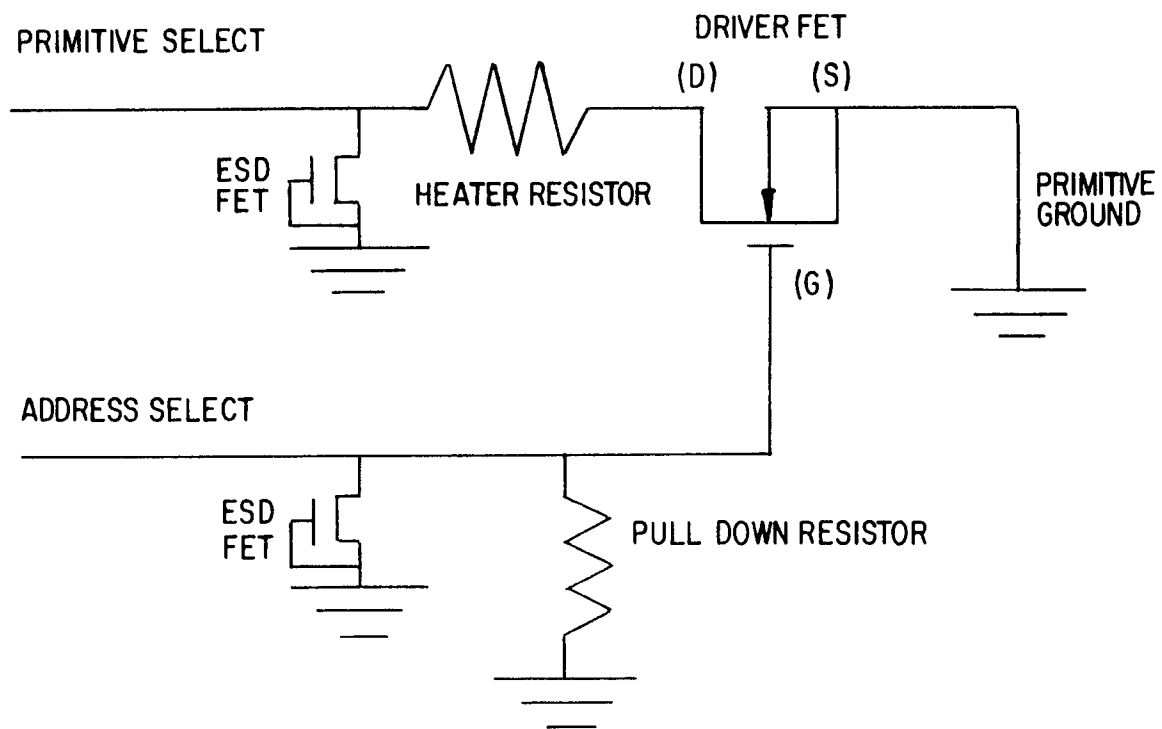 DRIVER FET
PRIMITIVE SELECT
(D)
(S)
ESD
FET
HEATER RESISTOR
PRIMITIVE
GROUND
(G)
ADDRESS SELECT
ESD
FET
PULL DOWN RESISTOR